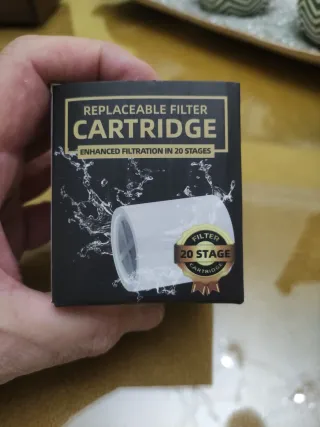 REPLACEABLE FILTER
CARTRIDGE
ENHANCED FILTRATION IN 20 STAGES
FILTER
20 STAGE
CARTRIDGE